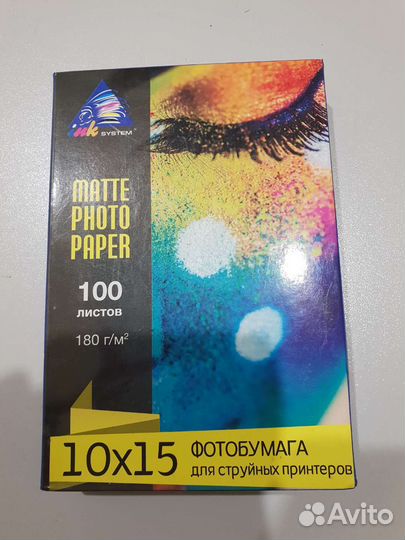 ink
SYSTEM
MATTE
PHOTO
PAPER
100
листов
180 г/м²
10x15
ФОТОБУМАГА
для струйных принтеров
Avito